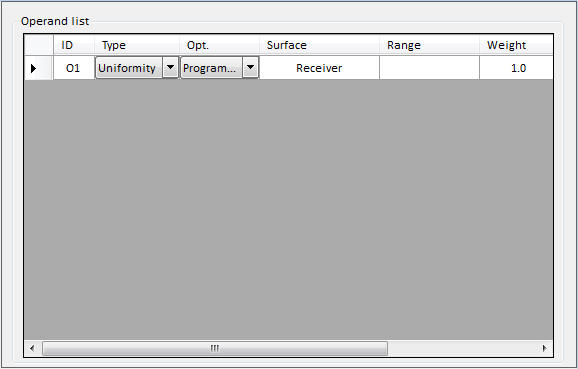 Operand list
ID Type Opt. Surface Range Weight
O1 Uniformity Program... Receiver 1.0